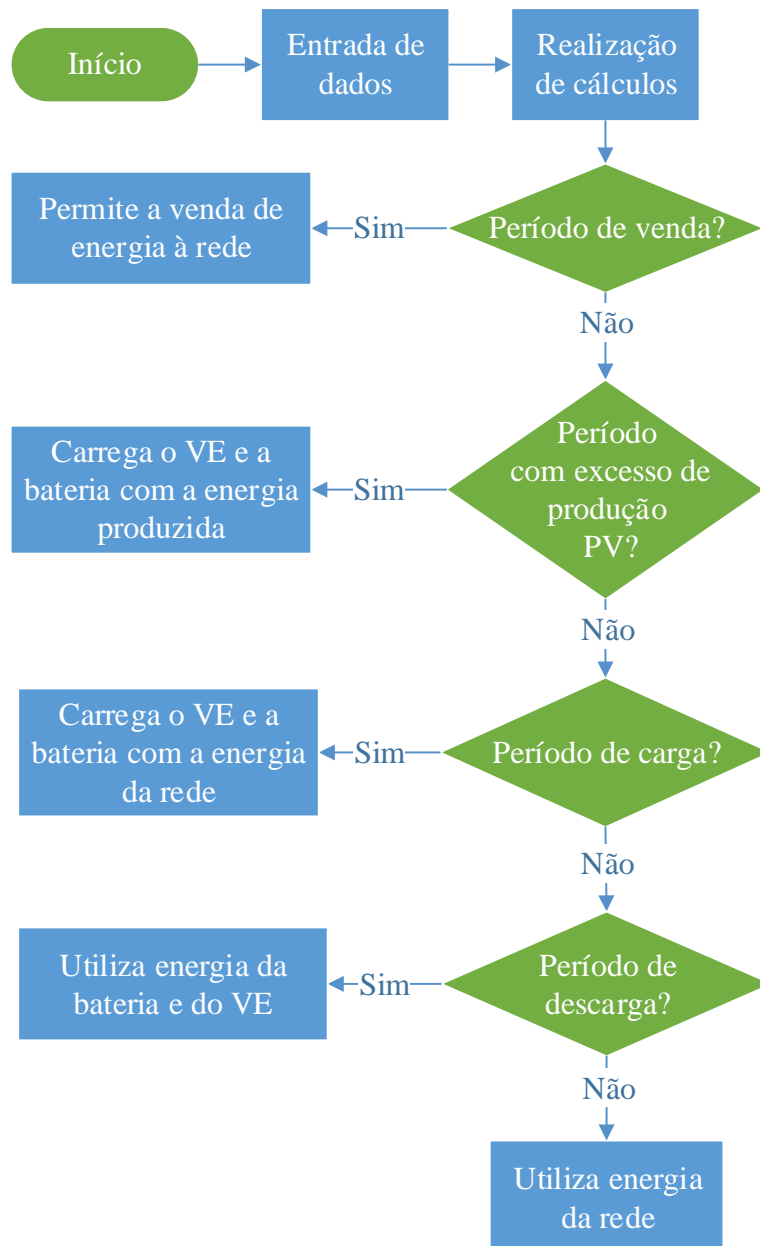 Início
Entrada de
dados
Realização
de cálculos
Permite a venda de
energia à rede
Sim
Período de venda?
Não
Carrega o VE e a
bateria com a energia
produzida
Sim
Período
com excesso de
produção
PV?
Não
Carrega o VE e a
bateria com a energia
da rede
Sim
Período de carga?
Não
Utiliza energia da
bateria e do VE
Sim
Período de
descarga?
Não
Utiliza energia
da rede